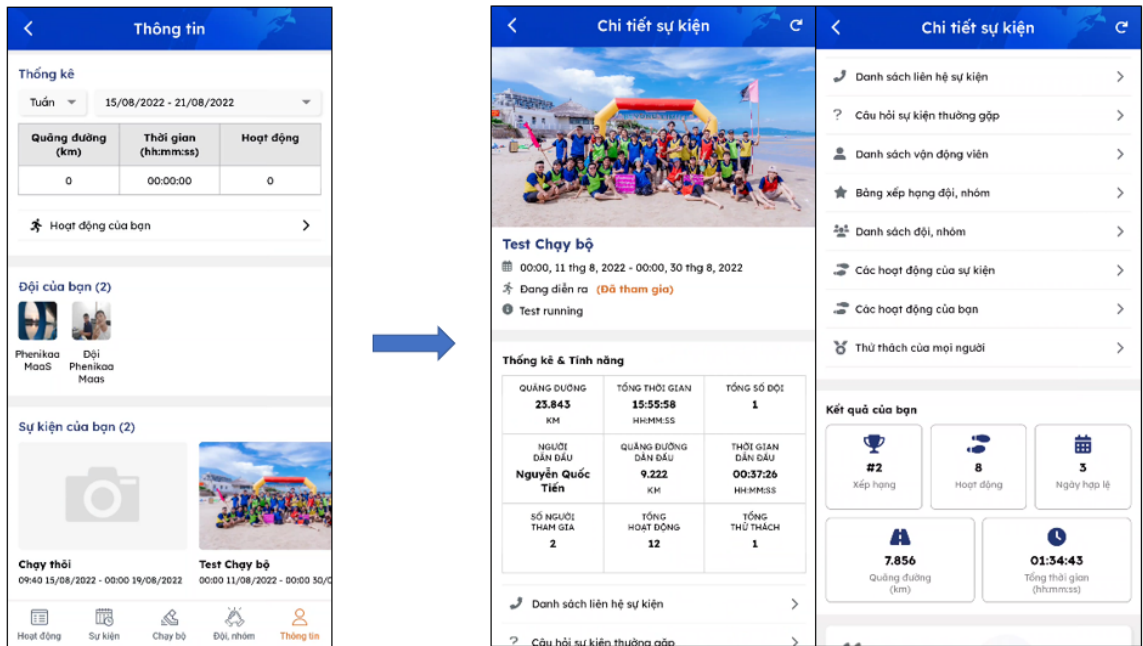 Thông tin
Thống kê
Tuần
15/08/2022 - 21/08/2022
Quãng đường
(km)
Thời gian
(hh:mm:ss)
Hoạt động
0
00:00:00
0
Hoạt động của bạn
Đội của bạn (2)
Phenikaa
MaaS
Đội
Phenikaa
Maas
Sự kiện của bạn (2)
Chạy thôi
09:40 15/08/2022 - 00:00 19/08/2022
Test Chạy bộ
00:00 11/08/2022 - 00:00 30/0
Hoạt động
Sự kiện
Chạy bộ
Đội, nhóm
Thông tin
Chi tiết sự kiện
Test Chạy bộ
00:00, 11 thg 8, 2022 - 00:00, 30 thg 8, 2022
Đang diễn ra (Đã tham gia)
Test running
Thống kê & Tính năng
QUÃNG ĐƯỜNG
23.843
KM
TỔNG THỜI GIAN
15:55:58
HH:MM:SS
TỔNG SỐ ĐỘI
1
NGƯỜI
DẪN ĐẦU
Nguyễn Quốc
Tiến
QUÃNG ĐƯỜNG
DẪN ĐẦU
9.222
KM
THỜI GIAN
DẪN ĐẦU
00:37:26
HH:MM:SS
SỐ NGƯỜI
THAM GIA
2
TỔNG
HOẠT ĐỘNG
12
TỔNG
THỬ THÁCH
1
Danh sách liên hệ sự kiện
Câu hỏi sự kiện thường gặp
Chi tiết sự kiện
Danh sách liên hệ sự kiện
Câu hỏi sự kiện thường gặp
Danh sách vận động viên
Bảng xếp hạng đội, nhóm
Danh sách đội, nhóm
Các hoạt động của sự kiện
Các hoạt động của bạn
Thử thách của mọi người
Kết quả của bạn
#2
Xếp hạng
8
Hoạt động
3
Ngày hợp lệ
7.856
Quãng đường
(km)
01:34:43
Tổng thời gian
(hh:mm:ss)